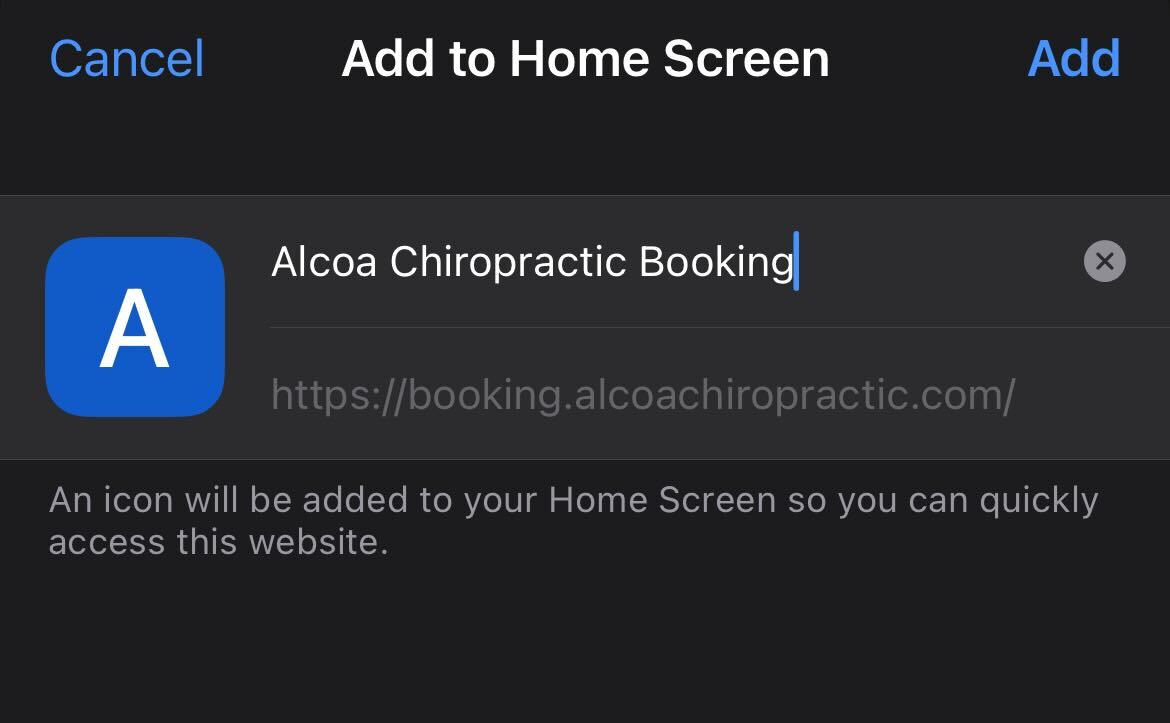 Cancel Add to Home Screen Add
Alcoa Chiropractic Booking
A
https://booking.alcoachiropractic.com/
An icon will be added to your Home Screen so you can quickly
access this website.